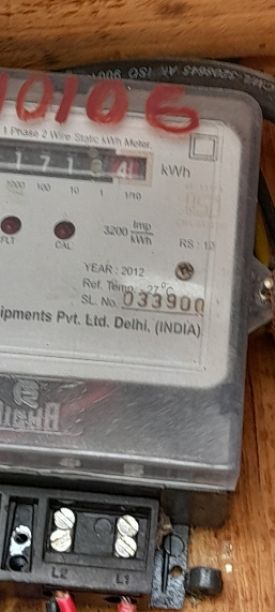 10106
1 Phase 2 Wire Static kWh Meter
1 7 1 4 kWh
1000 100 10 1 1/10
3200 Imp/kWh
FLT CAL RS : 10
YEAR : 2012
Ref. Temp. : 27°C
SL. No. 033900
ipments Pvt. Ltd. Delhi, (INDIA)
L2 L1